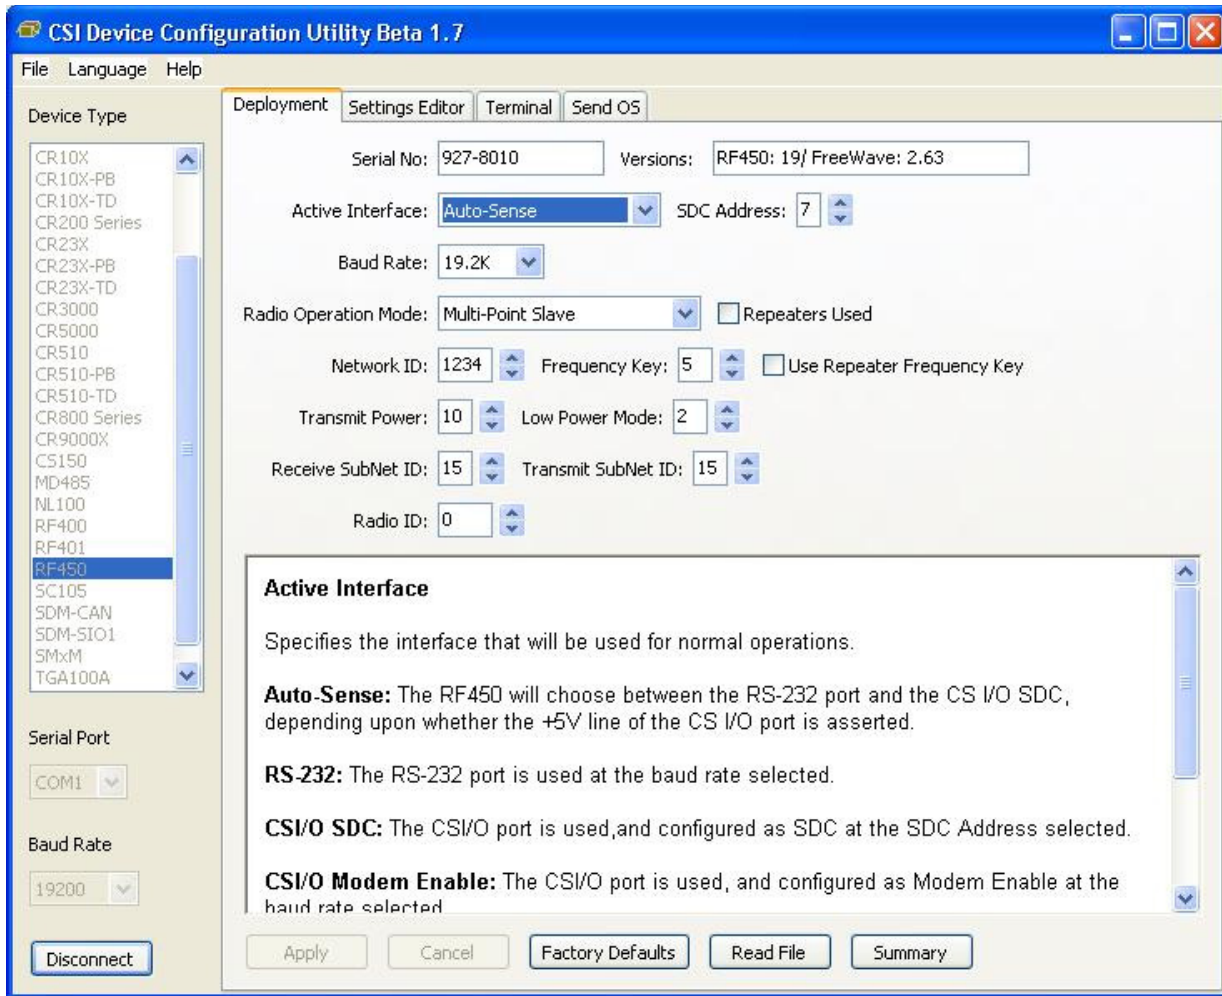 CSI Device Configuration Utility Beta 1.7
File Language Help
Device Type
CR10X
CR10X-PB
CR10X-TD
CR200 Series
CR23X
CR23X-PB
CR23X-TD
CR3000
CR5000
CR510
CR510-PB
CR510-TD
CR800 Series
CR9000X
CS150
MD485
NL100
RF400
RF401
RF450
SC105
SDM-CAN
SDM-SIO1
SMxM
TGA100A
Serial Port
COM1
Baud Rate
19200
Disconnect
Deployment Settings Editor Terminal Send OS
Serial No: 927-8010 Versions: RF450: 19/ FreeWave: 2.63
Active Interface: Auto-Sense SDC Address: 7
Baud Rate: 19.2K
Radio Operation Mode: Multi-Point Slave Repeaters Used
Network ID: 1234 Frequency Key: 5 Use Repeater Frequency Key
Transmit Power: 10 Low Power Mode: 2
Receive SubNet ID: 15 Transmit SubNet ID: 15
Radio ID: 0
Active Interface
Specifies the interface that will be used for normal operations.
Auto-Sense: The RF450 will choose between the RS-232 port and the CS I/O SDC,
depending upon whether the +5V line of the CS I/O port is asserted.
RS-232: The RS-232 port is used at the baud rate selected.
CSI/O SDC: The CSI/O port is used,and configured as SDC at the SDC Address selected.
CSI/O Modem Enable: The CSI/O port is used, and configured as Modem Enable at the
baud rate selected
Apply Cancel Factory Defaults Read File Summary